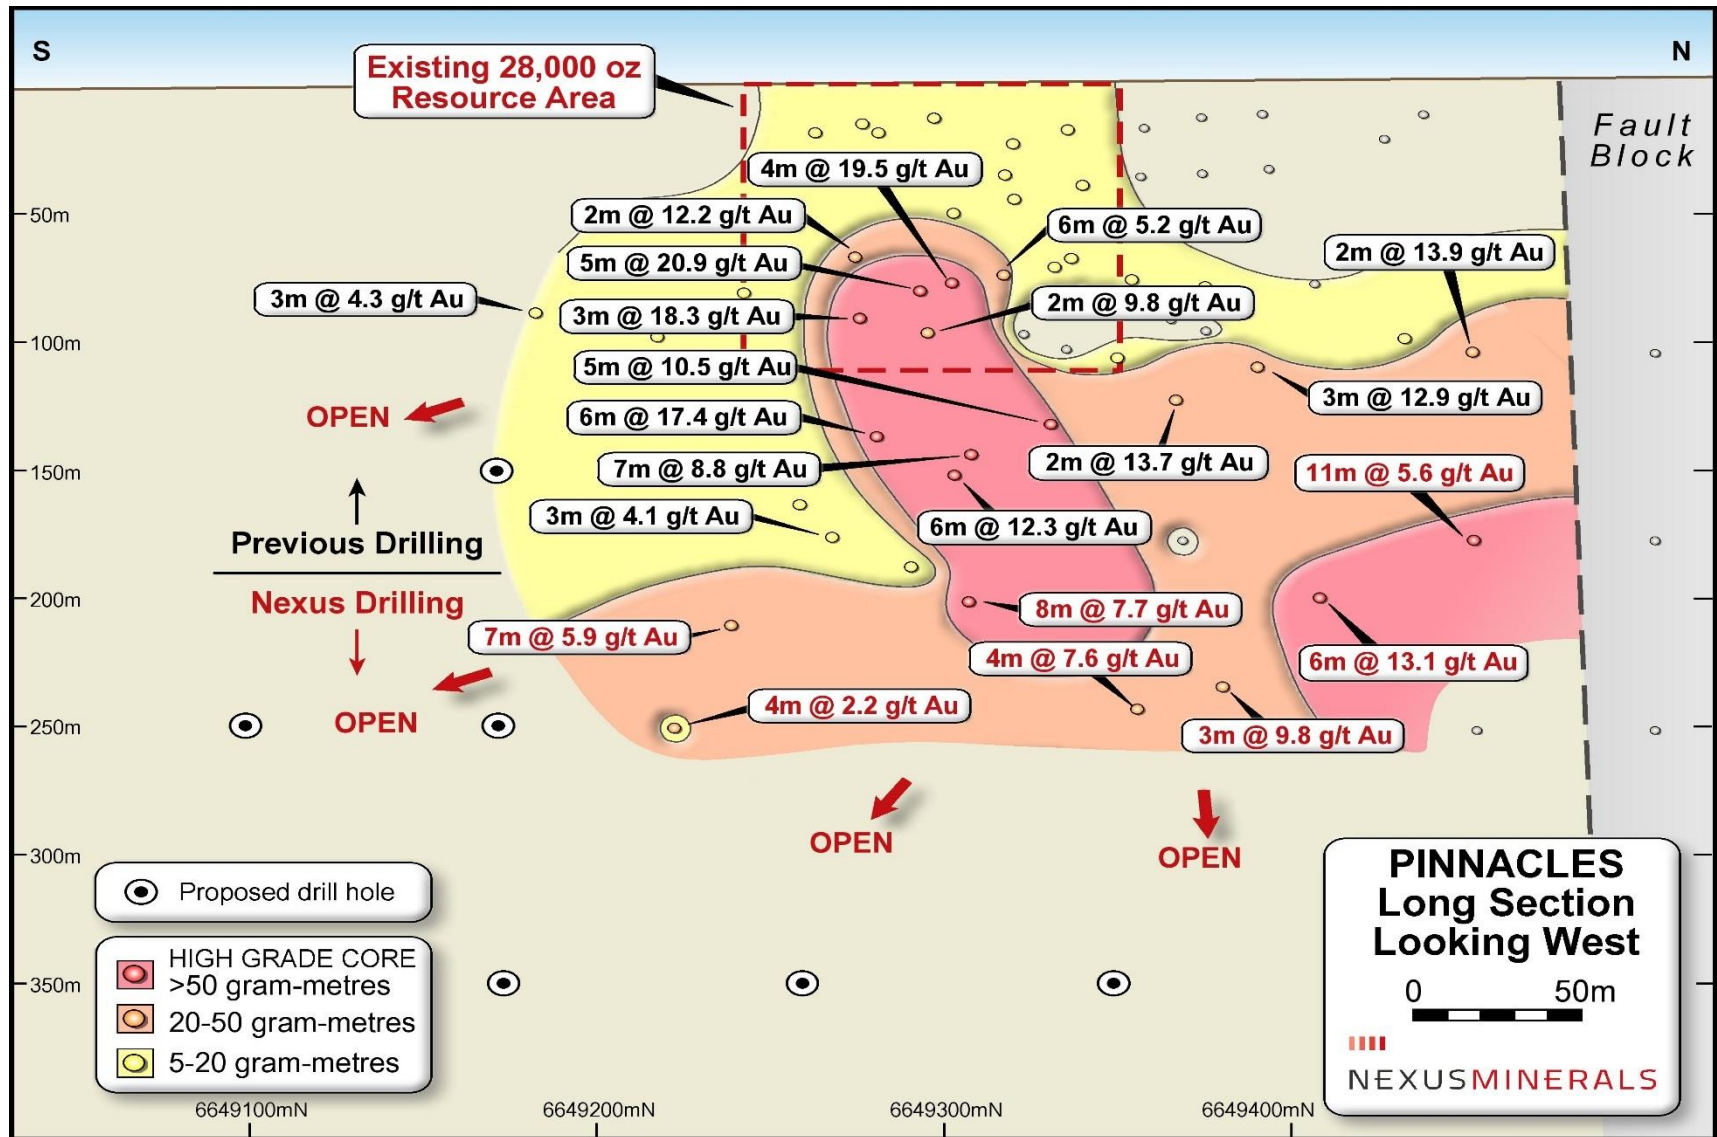 S
N
Existing 28,000 oz
Resource Area
Fault
Block
4m @ 19.5 g/t Au
50m
2m @ 12.2 g/t Au
6m @ 5.2 g/t Au
2m @ 13.9 g/t Au
5m @ 20.9 g/t Au
3m @ 4.3 g/t Au
2m @ 9.8 g/t Au
3m @ 18.3 g/t Au
100m
5m @ 10.5 g/t Au
3m @ 12.9 g/t Au
OPEN
6m @ 17.4 g/t Au
2m @ 13.7 g/t Au
150m
7m @ 8.8 g/t Au
11m @ 5.6 g/t Au
3m @ 4.1 g/t Au
6m @ 12.3 g/t Au
Previous Drilling
200m
Nexus Drilling
8m @ 7.7 g/t Au
7m @ 5.9 g/t Au
4m @ 7.6 g/t Au
6m @ 13.1 g/t Au
4m @ 2.2 g/t Au
OPEN
250m
3m @ 9.8 g/t Au
OPEN
OPEN
300m
350m
Proposed drill hole
HIGH GRADE CORE
>50 gram-metres
20-50 gram-metres
5-20 gram-metres
PINNACLES
Long Section
Looking West
0 50m
NEXUSMINERALS
6649100mN
6649200mN
6649300mN
6649400mN